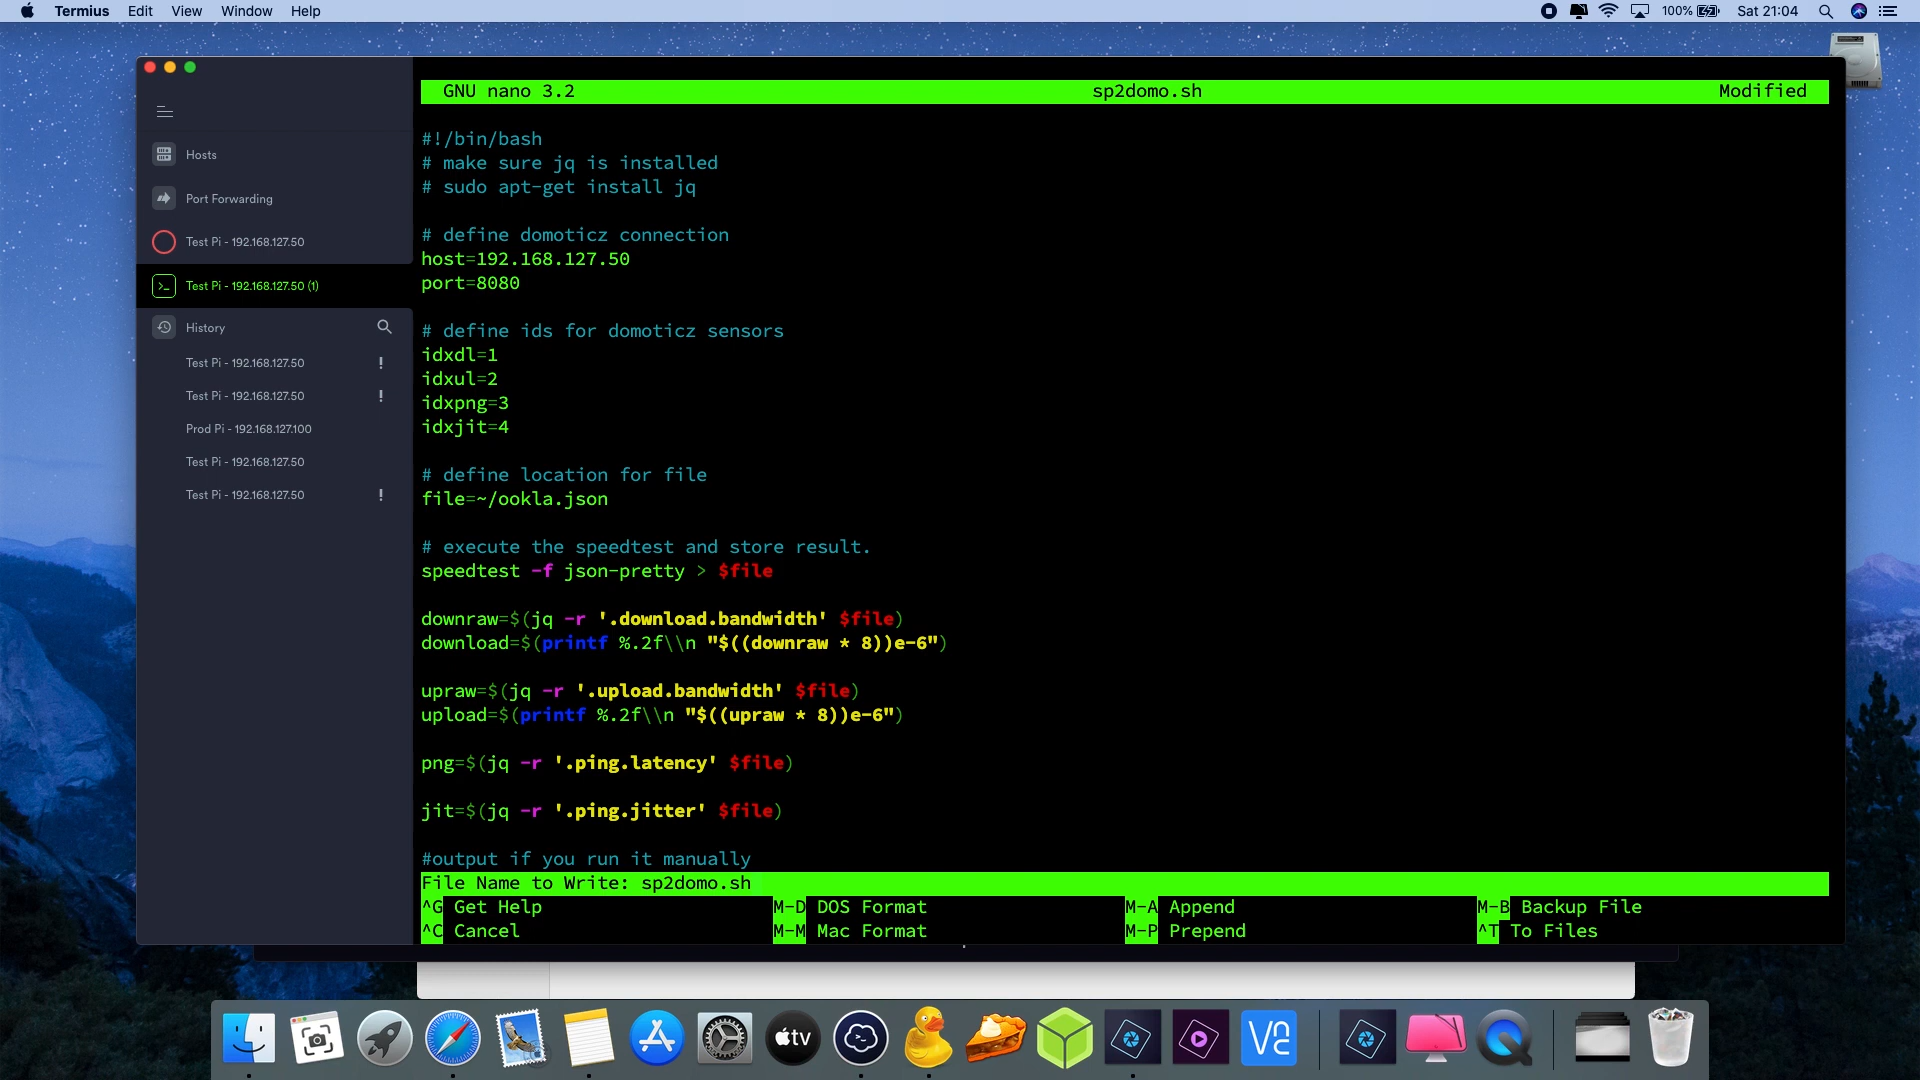 Termius Edit View Window Help 100% Sat 21:04
GNU nano 3.2 sp2domo.sh Modified
Hosts
Port Forwarding
Test Pi - 192.168.127.50
Test Pi - 192.168.127.50 (1)
History
Test Pi - 192.168.127.50 !
Test Pi - 192.168.127.50 !
Prod Pi - 192.168.127.100
Test Pi - 192.168.127.50
Test Pi - 192.168.127.50 !
#!/bin/bash
# make sure jq is installed
# sudo apt-get install jq
# define domoticz connection
host=192.168.127.50
port=8080
# define ids for domoticz sensors
idxdl=1
idxul=2
idxpng=3
idxjit=4
# define location for file
file=~/ookla.json
# execute the speedtest and store result.
speedtest -f json-pretty > $file
downraw=$(jq -r '.download.bandwidth' $file)
download=$(printf %.2f\\n "$((downraw * 8))e-6")
upraw=$(jq -r '.upload.bandwidth' $file)
upload=$(printf %.2f\\n "$((upraw * 8))e-6")
png=$(jq -r '.ping.latency' $file)
jit=$(jq -r '.ping.jitter' $file)
#output if you run it manually
File Name to Write: sp2domo.sh
^G Get Help M-D DOS Format M-A Append M-B Backup File
^C Cancel M-M Mac Format M-P Prepend ^T To Files
tv